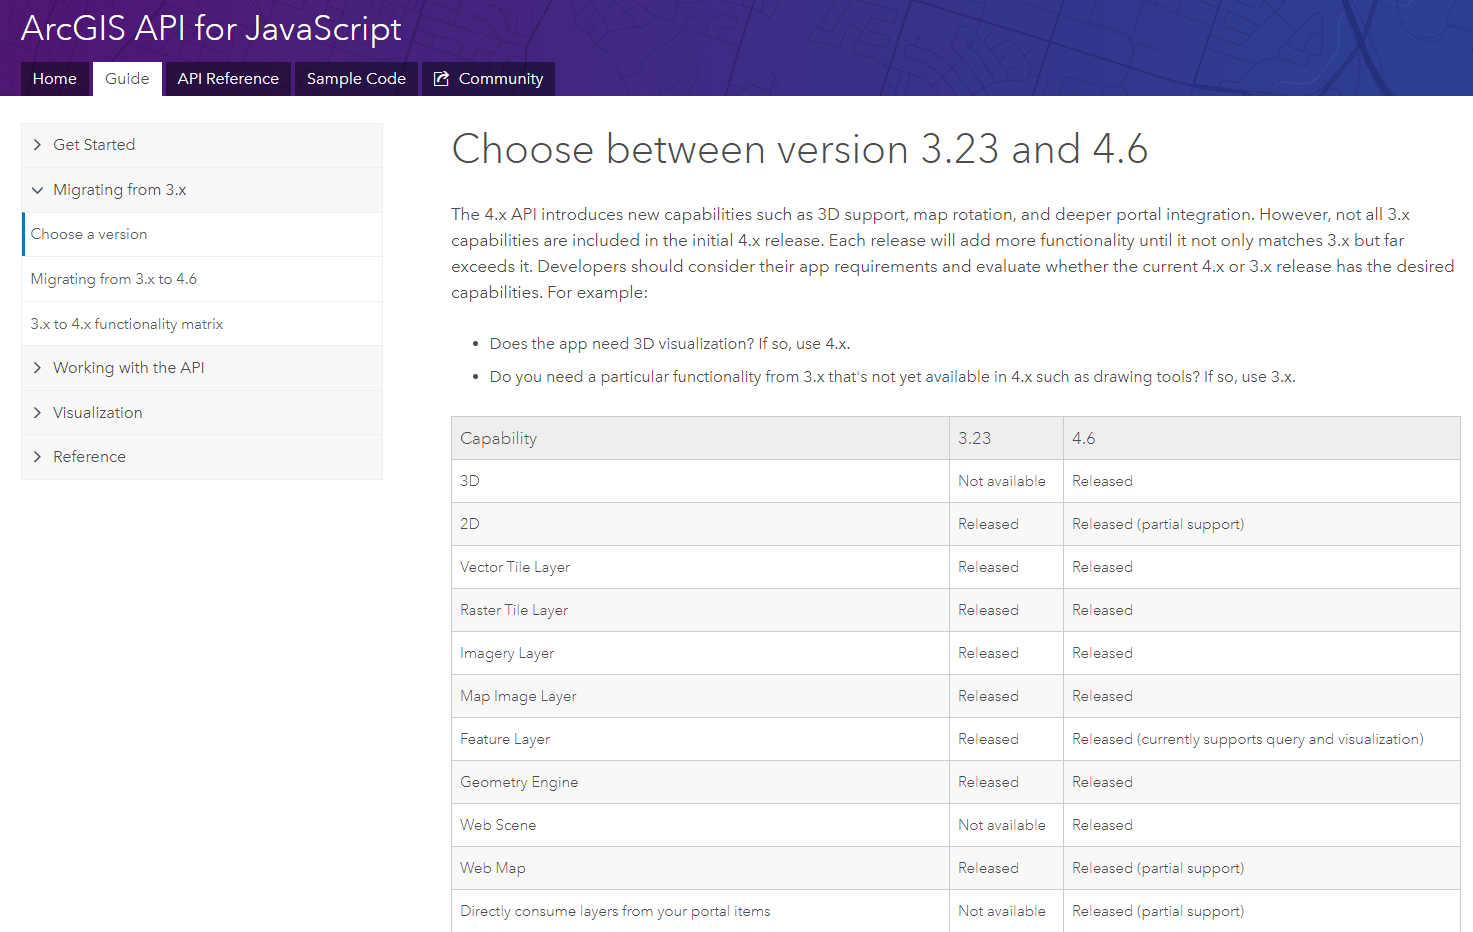 ArcGIS API for JavaScript
Home Guide API Reference Sample Code Community
Get Started
Migrating from 3.x
Choose a version
Migrating from 3.x to 4.6
3.x to 4.x functionality matrix
Working with the API
Visualization
Reference
Choose between version 3.23 and 4.6
The 4.x API introduces new capabilities such as 3D support, map rotation, and deeper portal integration. However, not all 3.x
capabilities are included in the initial 4.x release. Each release will add more functionality until it not only matches 3.x but far
exceeds it. Developers should consider their app requirements and evaluate whether the current 4.x or 3.x release has the desired
capabilities. For example:
• Does the app need 3D visualization? If so, use 4.x.
• Do you need a particular functionality from 3.x that's not yet available in 4.x such as drawing tools? If so, use 3.x.
Capability 3.23 4.6
3D Not available Released
2D Released Released (partial support)
Vector Tile Layer Released Released
Raster Tile Layer Released Released
Imagery Layer Released Released
Map Image Layer Released Released
Feature Layer Released Released (currently supports query and visualization)
Geometry Engine Released Released
Web Scene Not available Released
Web Map Released Released (partial support)
Directly consume layers from your portal items Not available Released (partial support)